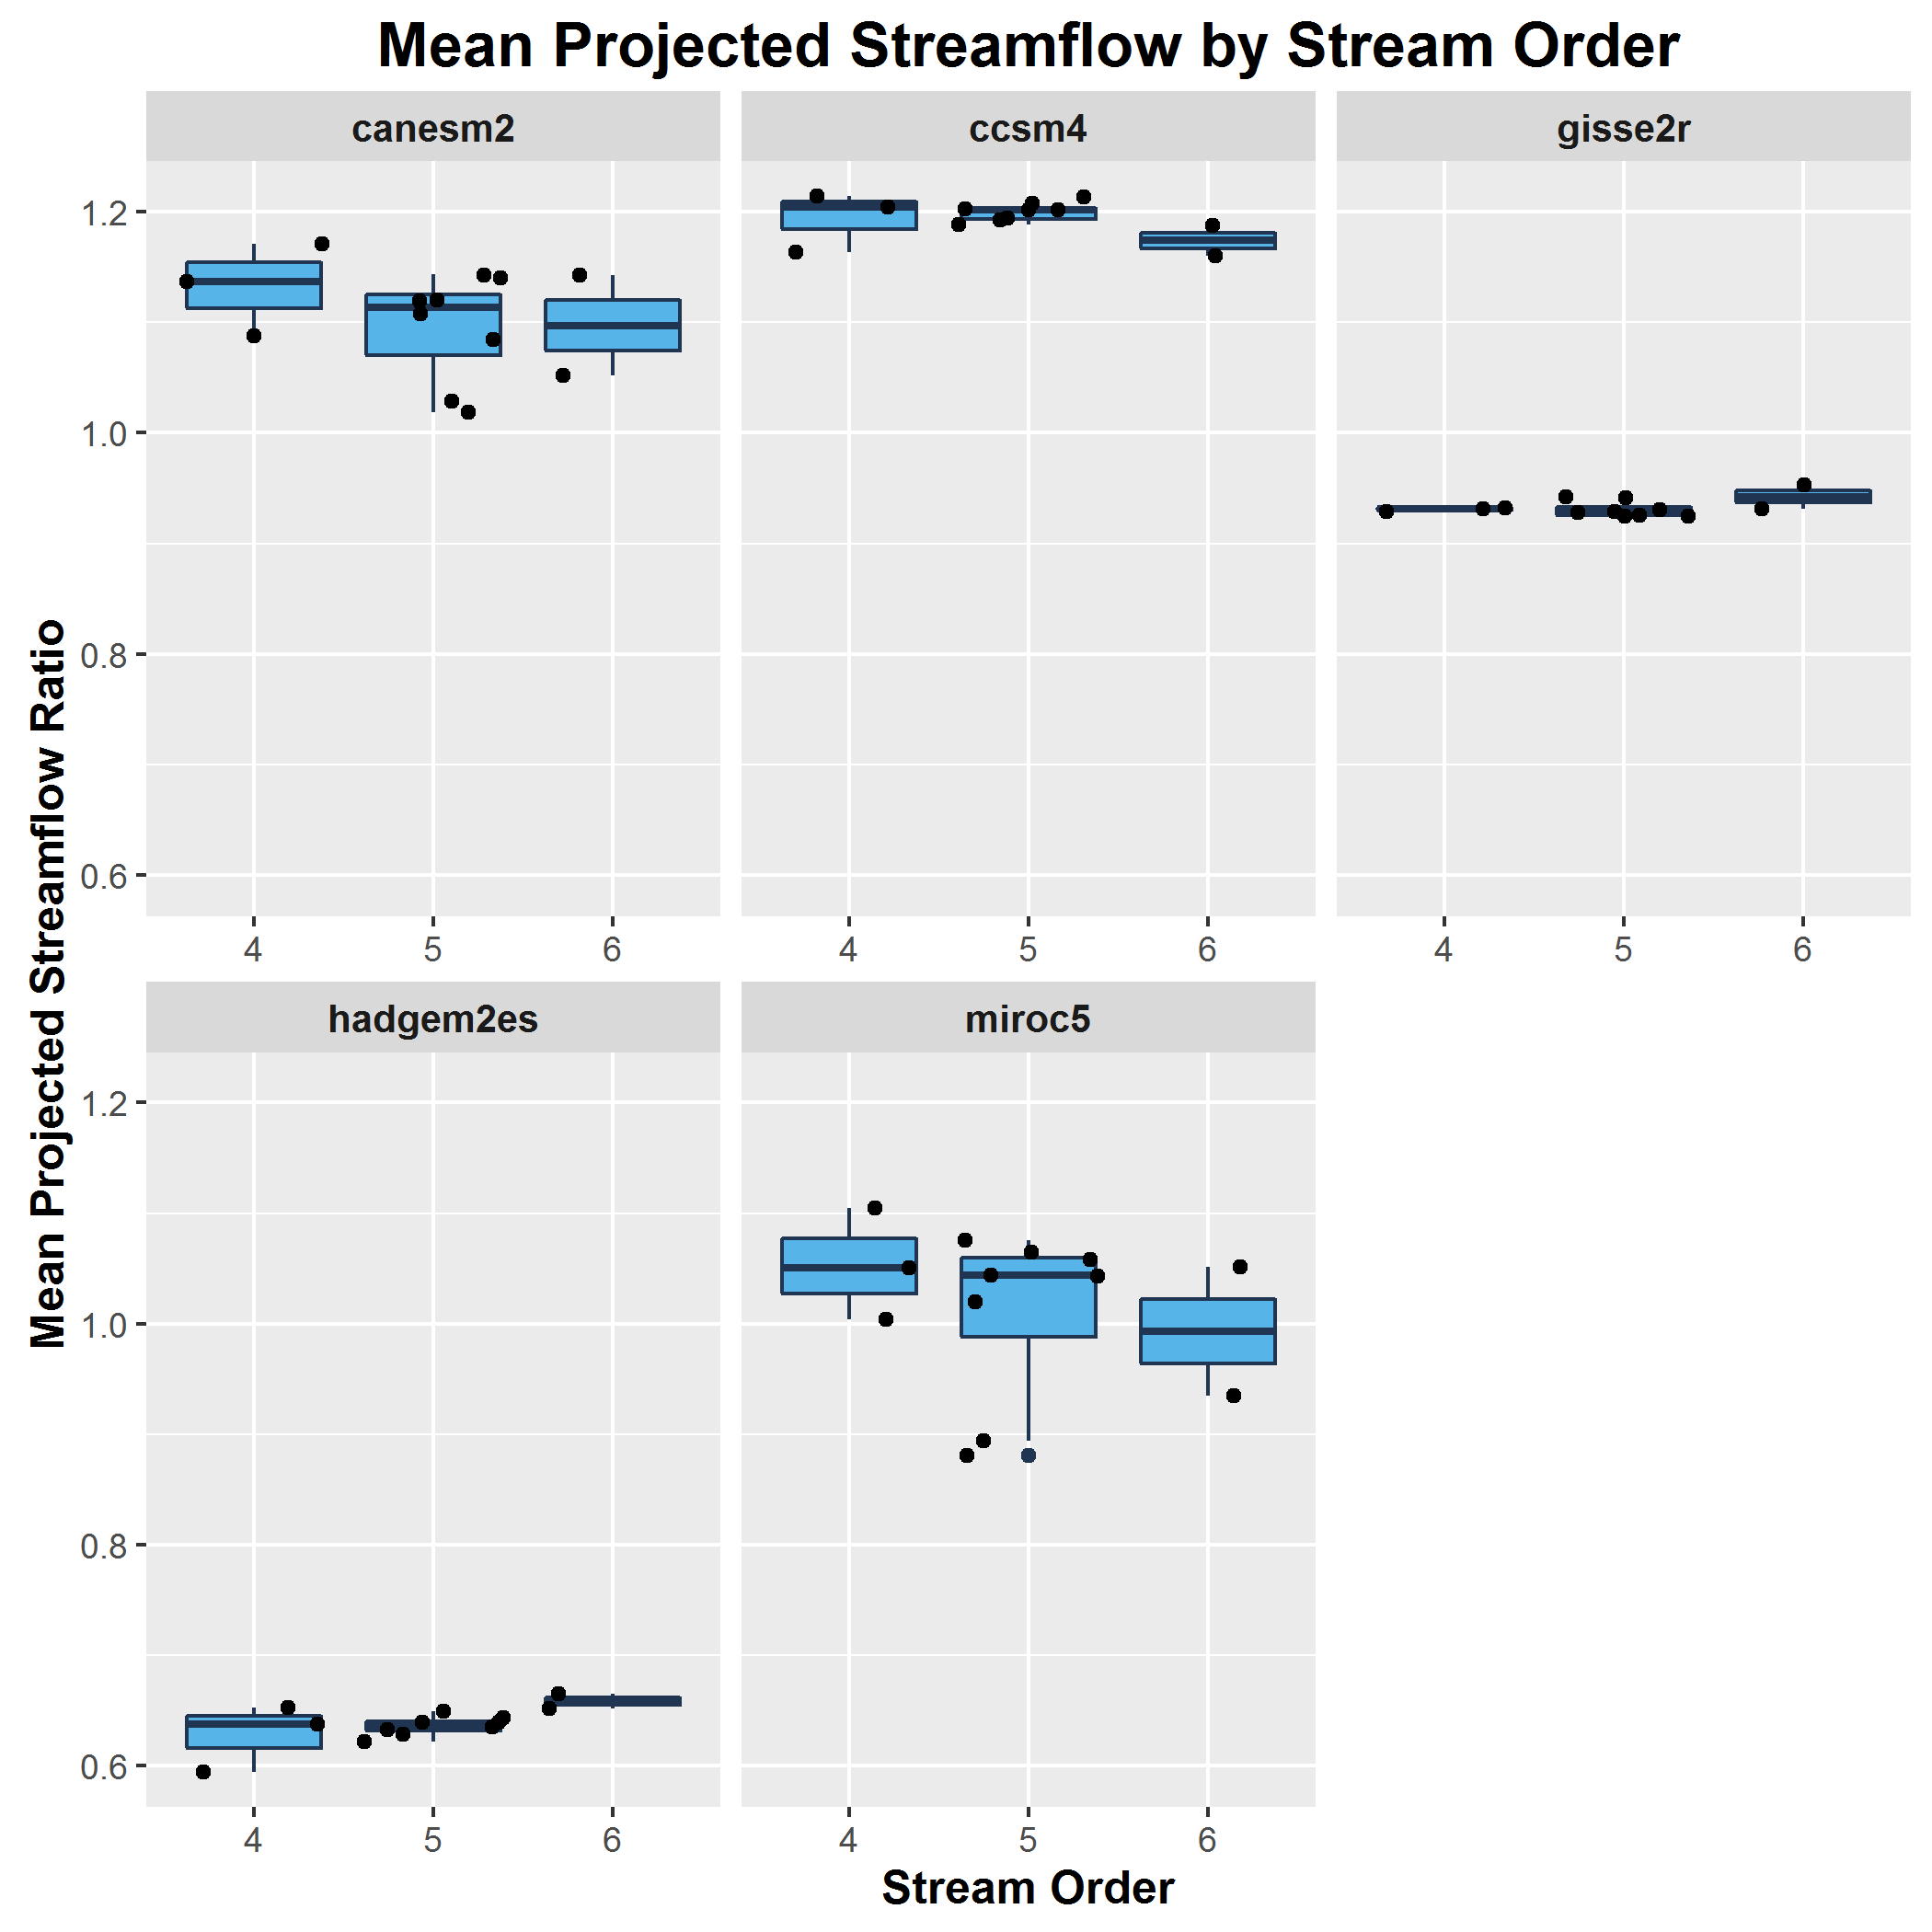 Mean Projected Streamflow by Stream Order
canesm2
ccsm4
gisse2r
1.2
1.0
0.8
0.6
4 5 6
4 5 6
4 5 6
Mean Projected Streamflow Ratio
hadgem2es
miroc5
1.2
1.0
0.8
0.6
4 5 6
4 5 6
Stream Order